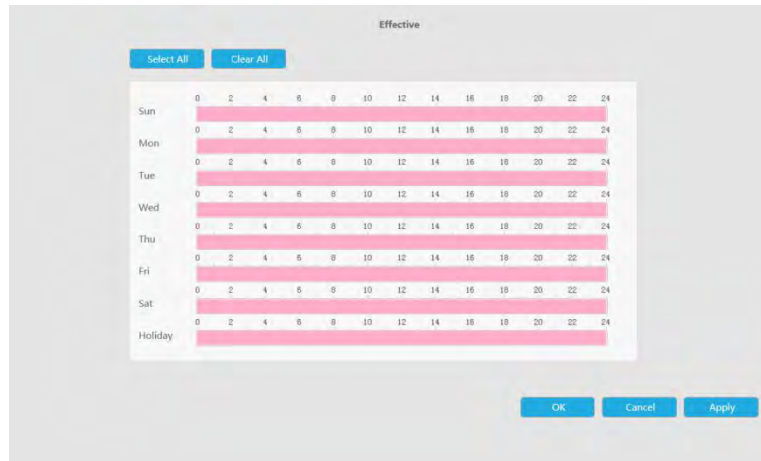 Effective
Select All Clear All
0 2 4 6 8 10 12 14 16 18 20 22 24
Sun
0 2 4 6 8 10 12 14 16 18 20 22 24
Mon
0 2 4 6 8 10 12 14 16 18 20 22 24
Tue
0 2 4 6 8 10 12 14 16 18 20 22 24
Wed
0 2 4 6 8 10 12 14 16 18 20 22 24
Thu
0 2 4 6 8 10 12 14 16 18 20 22 24
Fri
0 2 4 6 8 10 12 14 16 18 20 22 24
Sat
0 2 4 6 8 10 12 14 16 18 20 22 24
Holiday
OK Cancel Apply